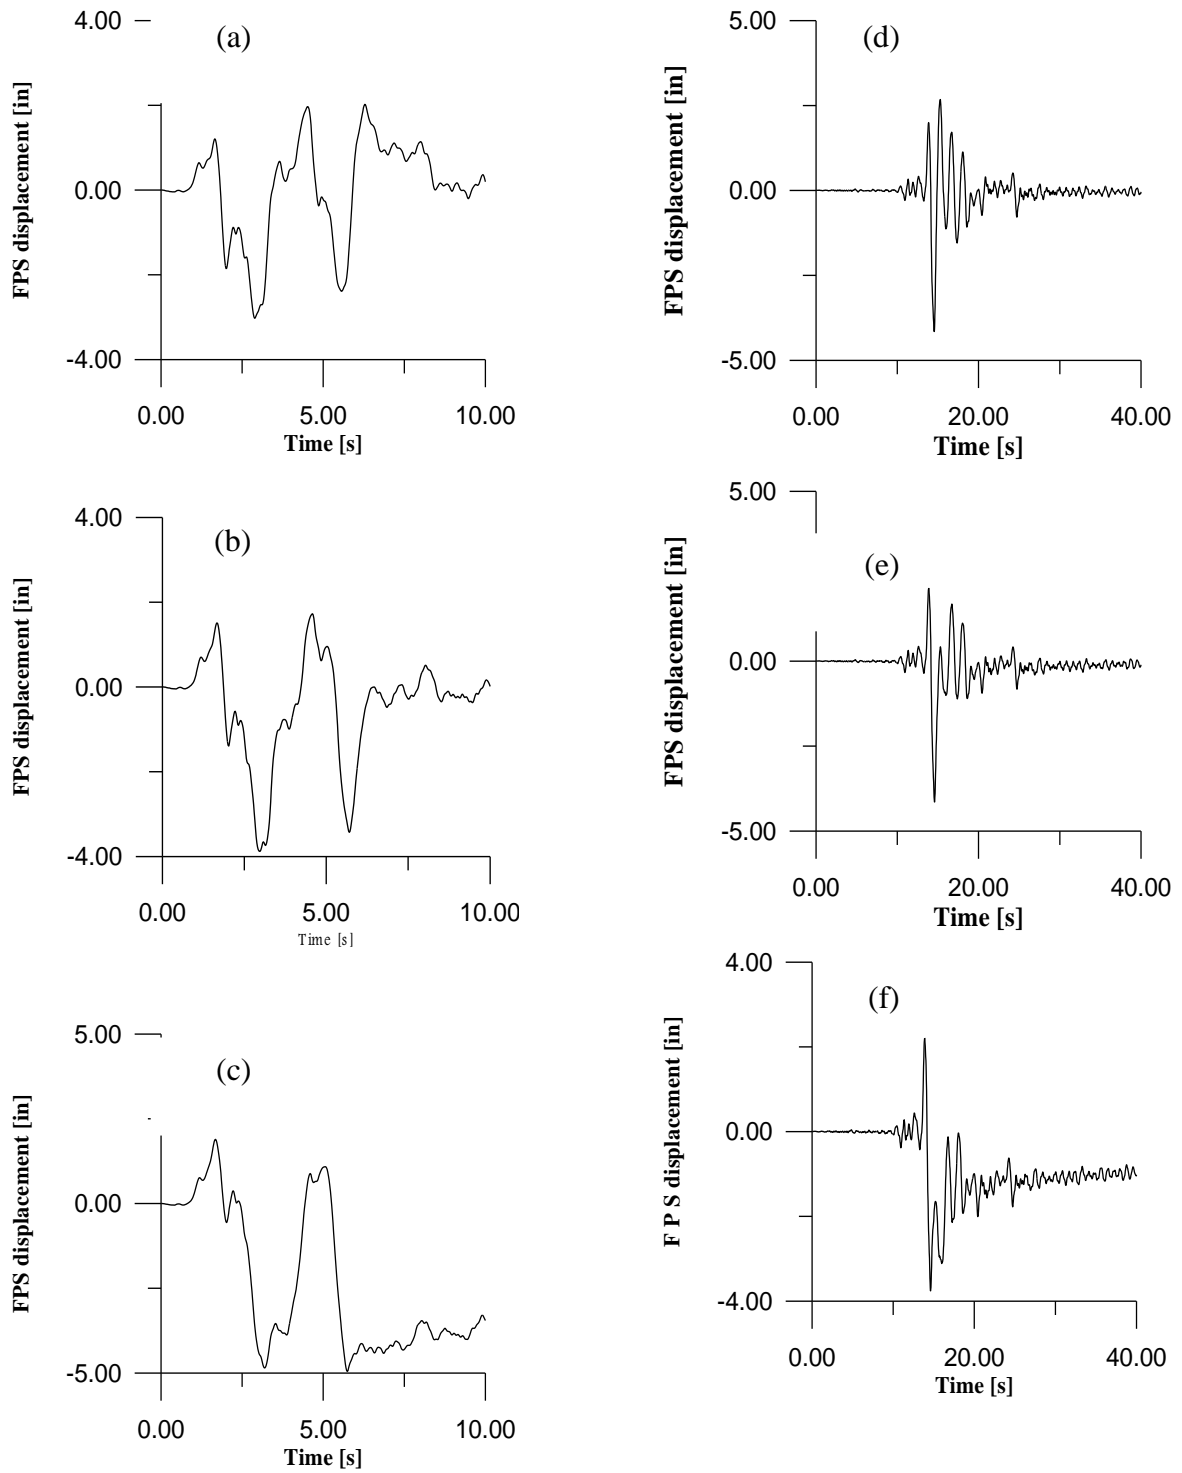 4.00
(a)
FPS displacement [in]
0.00
-4.00
0.00 5.00 10.00
Time [s]
4.00
(b)
FPS displacement [in]
0.00
-4.00
0.00 5.00 10.00
Time [s]
5.00
(c)
FPS displacement [in]
0.00
-5.00
0.00 5.00 10.00
Time [s]
5.00
(d)
FPS displacement [in]
0.00
-5.00
0.00 20.00 40.00
Time [s]
5.00
(e)
FPS displacement [in]
0.00
-5.00
0.00 20.00 40.00
Time [s]
4.00
(f)
F P S displacement [in]
0.00
-4.00
0.00 20.00 40.00
Time [s]